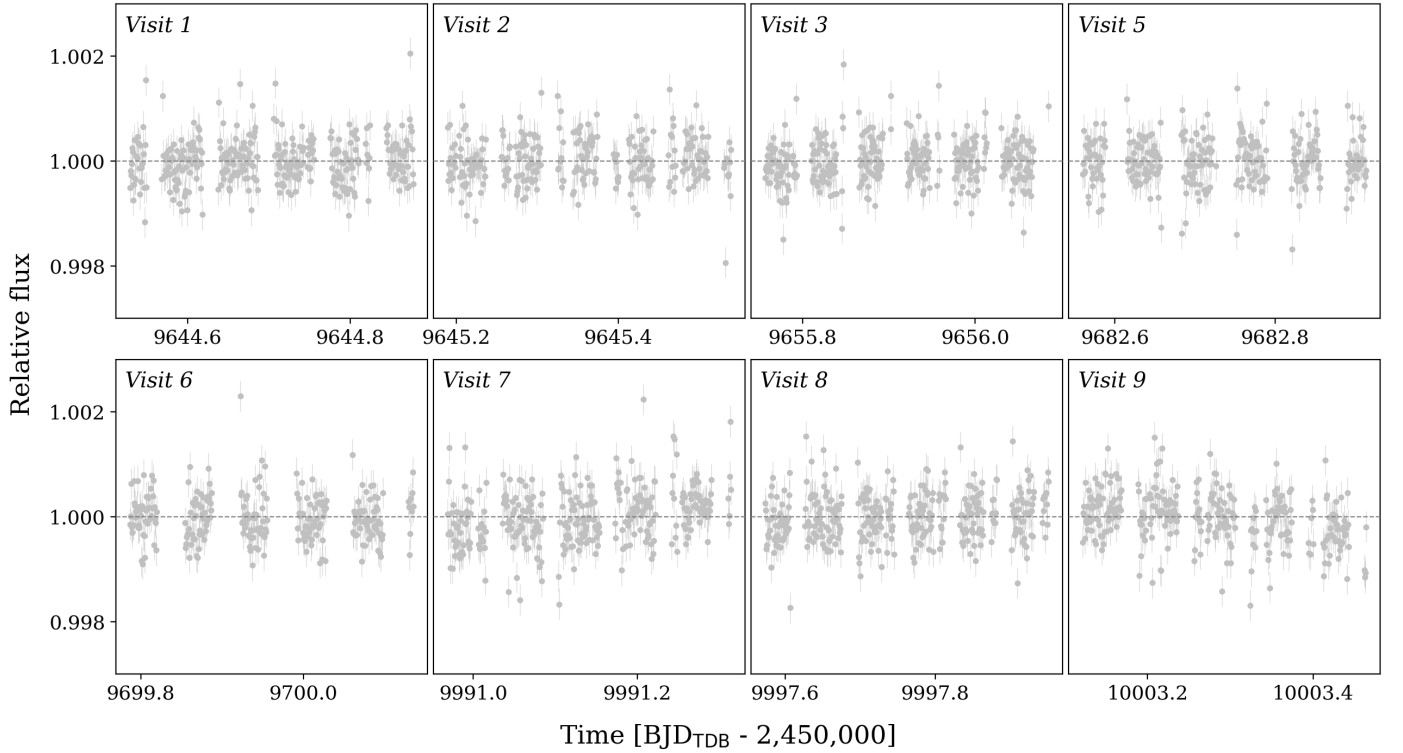 Visit 1
Visit 2
Visit 3
Visit 5
1.002
1.000
0.998
9644.6 9644.8 9645.2 9645.4 9655.8 9656.0 9682.6 9682.8
Relative flux
Visit 6
Visit 7
Visit 8
Visit 9
1.002
1.000
0.998
9699.8 9700.0 9991.0 9991.2 9997.6 9997.8 10003.2 10003.4
Time [BJD_TDB - 2,450,000]